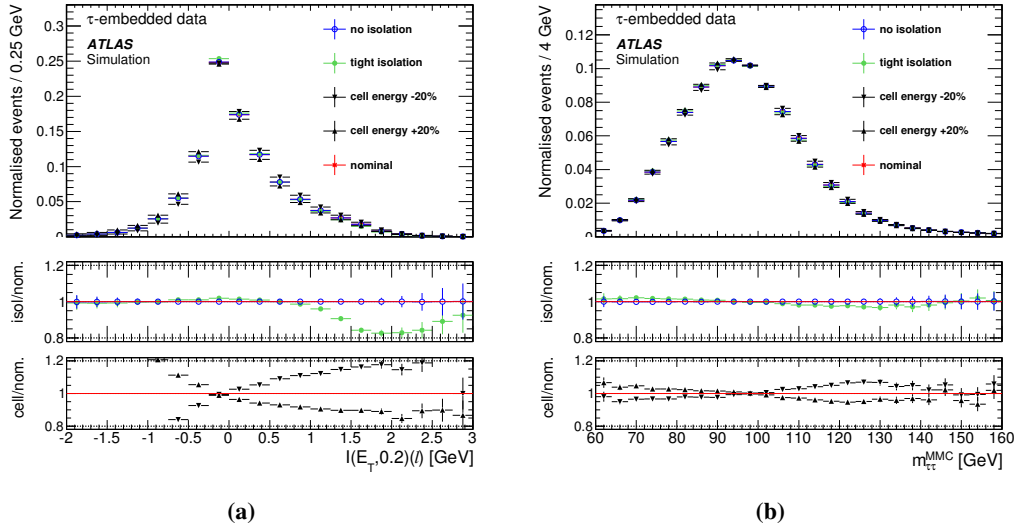 τ-embedded data
ATLAS
Simulation
no isolation
tight isolation
cell energy -20%
cell energy +20%
nominal
Normalised events / 0.25 GeV
0.3
0.25
0.2
0.15
0.1
0.05
0
isol/nom.
1.2
1
0.8
cell/nom.
1.2
1
0.8
-2 -1.5 -1 -0.5 0 0.5 1 1.5 2 2.5 3
I(E_T,0.2)(l) [GeV]
(a)
τ-embedded data
ATLAS
Simulation
no isolation
tight isolation
cell energy -20%
cell energy +20%
nominal
Normalised events / 4 GeV
0.12
0.1
0.08
0.06
0.04
0.02
0
isol/nom.
1.2
1
0.8
cell/nom.
1.2
1
0.8
60 70 80 90 100 110 120 130 140 150 160
m_ττ^MMC [GeV]
(b)